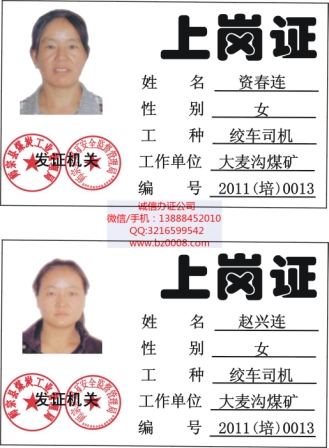 上岗证
姓 名 资春连
性 别 女
工 种 绞车司机
工作单位 大麦沟煤矿
编 号 2011(培)0013
发证机关
诚信办证公司
微信/手机:13888452010
QQ:3216599542
www.bz0008.com
上岗证
姓 名 赵兴连
性 别 女
工 种 绞车司机
工作单位 大麦沟煤矿
编 号 2011(培)0013
发证机关